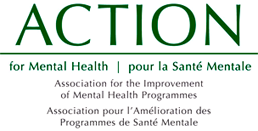 ACTION
for Mental Health | pour la Santé Mentale
Association for the Improvement
of Mental Health Programmes
Association pour l'Amélioration des
Programmes de Santé Mentale